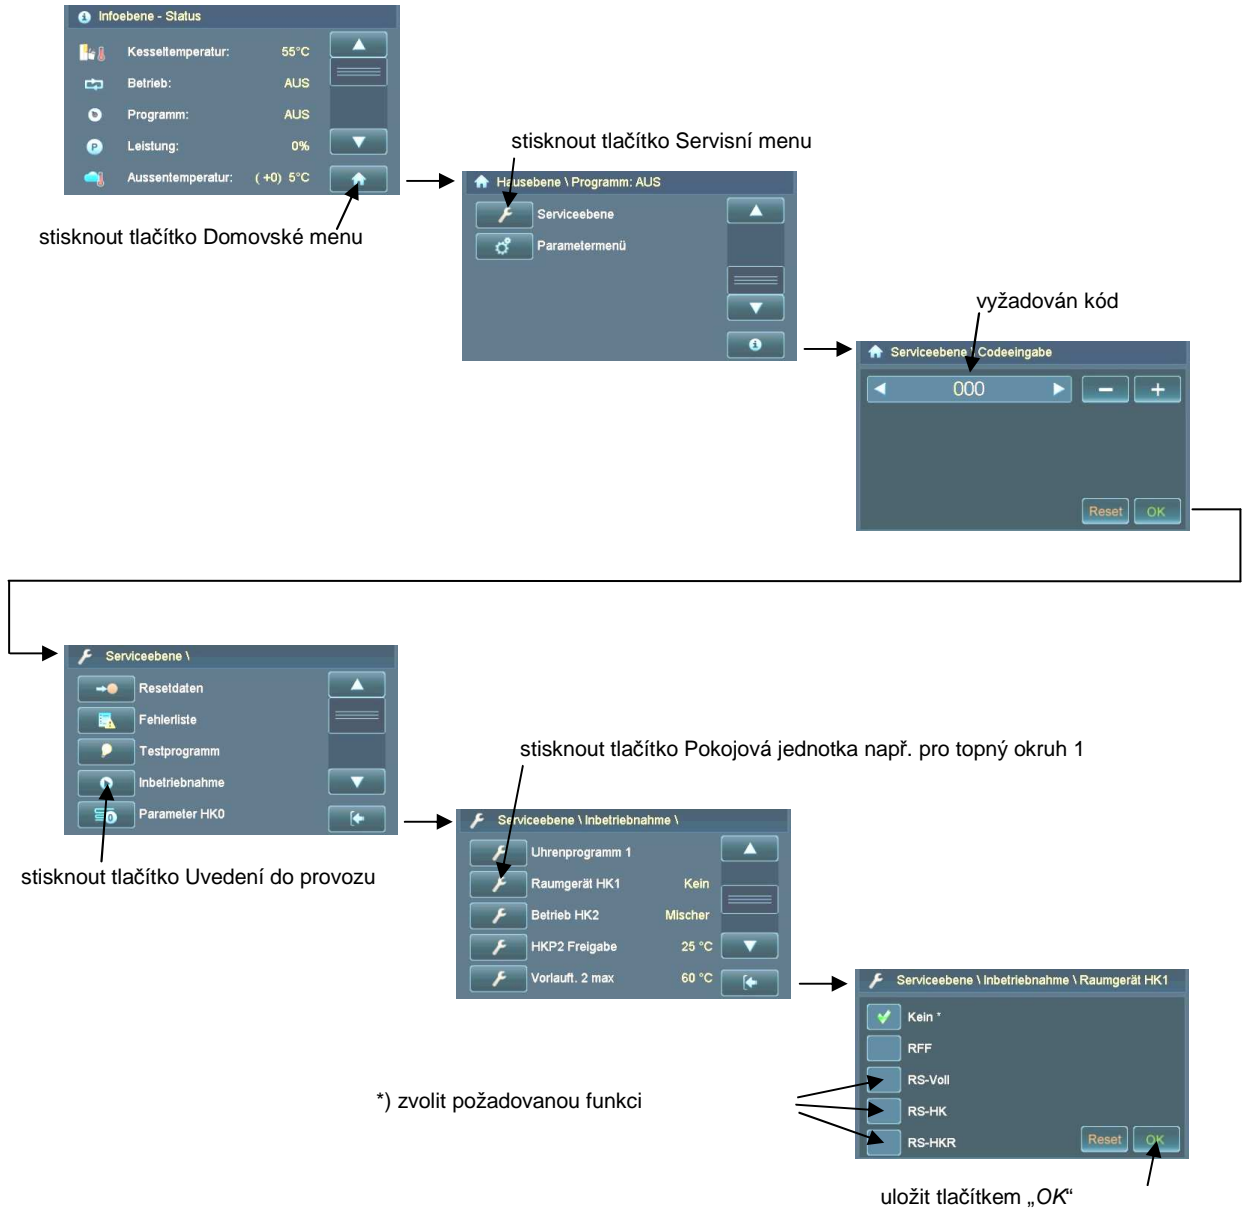 Infoebene - Status
Kesseltemperatur: 55°C
Betrieb: AUS
Programm: AUS
P Leistung: 0%
Aussentemperatur: ( +0) 5°C
stisknout tlačítko Domovské menu
stisknout tlačítko Servisní menu
Hausebene \ Programm: AUS
Serviceebene
Parametermenü
vyžadován kód
Serviceebene \ Codeeingabe
000 − +
Reset OK
Serviceebene \
Resetdaten
Fehlerliste
Testprogramm
Inbetriebnahme
0 Parameter HK0
stisknout tlačítko Uvedení do provozu
stisknout tlačítko Pokojová jednotka např. pro topný okruh 1
Serviceebene \ Inbetriebnahme \
Uhrenprogramm 1
Raumgerät HK1 Kein
Betrieb HK2 Mischer
HKP2 Freigabe 25 °C
Vorlauft. 2 max 60 °C
Serviceebene \ Inbetriebnahme \ Raumgerät HK1
Kein *
RFF
RS-Voll
RS-HK
RS-HKR
Reset OK
*) zvolit požadovanou funkci
uložit tlačítkem „OK“